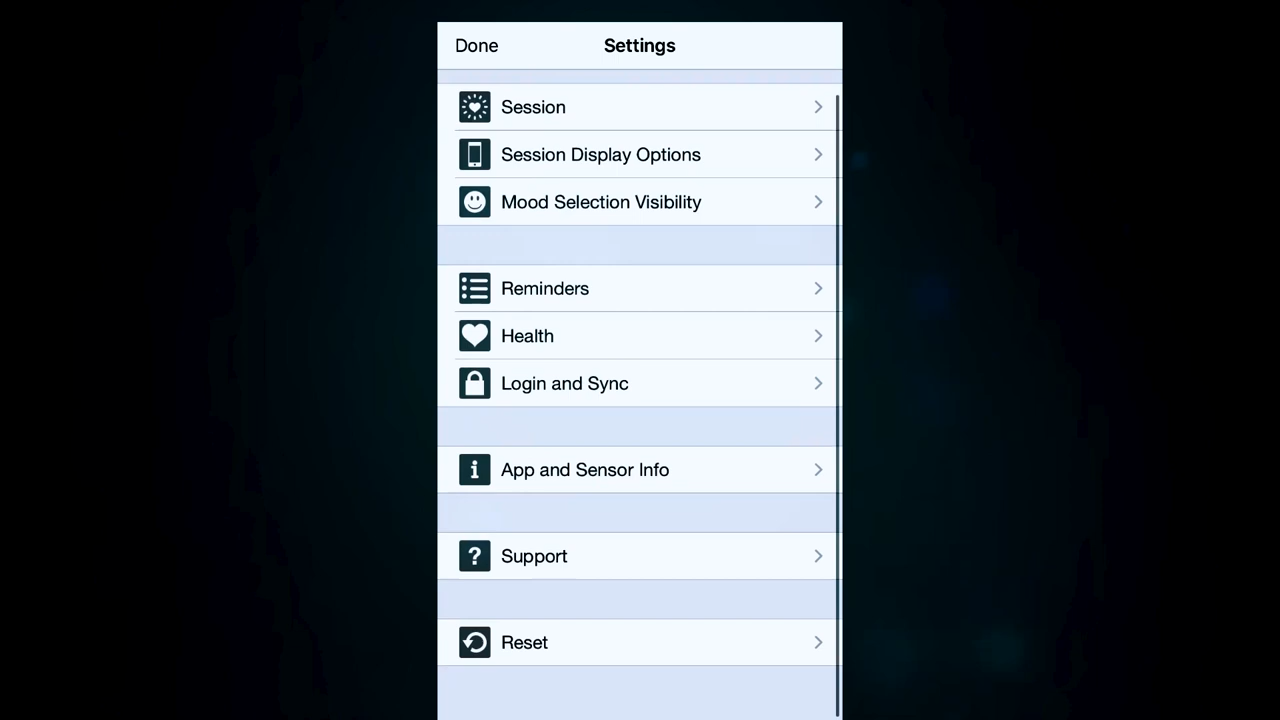 Done Settings
Session
Session Display Options
Mood Selection Visibility
Reminders
Health
Login and Sync
App and Sensor Info
Support
Reset